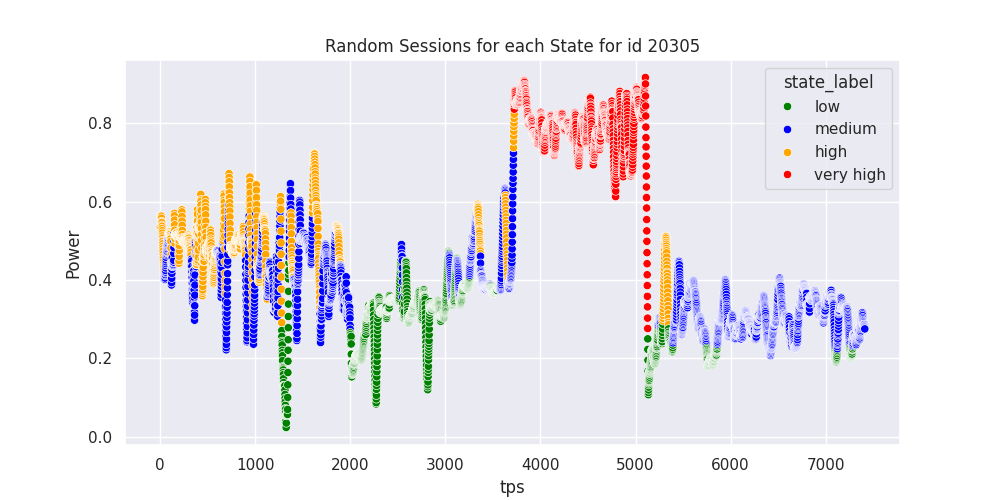 Random Sessions for each State for id 20305
state_label
low
medium
high
very high
Power
0.8
0.6
0.4
0.2
0.0
0 1000 2000 3000 4000 5000 6000 7000
tps